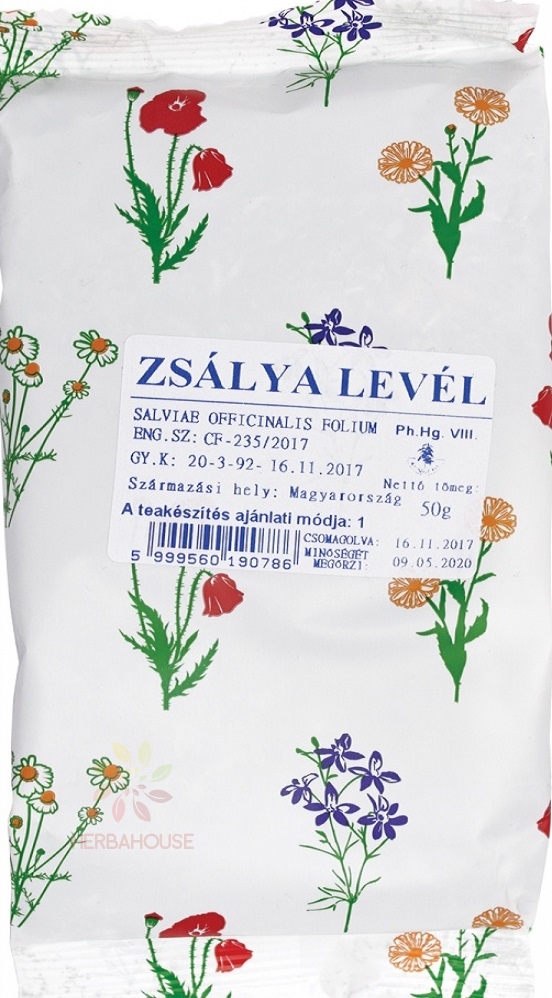 ZSÁLYA LEVÉL
SALVIAE OFFICINALIS FOLIUM Ph.Hg. VIII.
ENG.SZ: CF-235/2017
GY.K: 20-3-92- 16.11.2017
Nettó tömeg:
Származási hely: Magyarország 50g
A teakészítés ajánlati módja: 1
CSOMAGOLVA: 16.11.2017
MINŐSÉGÉT
MEGŐRZI: 09.05.2020
5 999560 190786
HERBAHOUSE